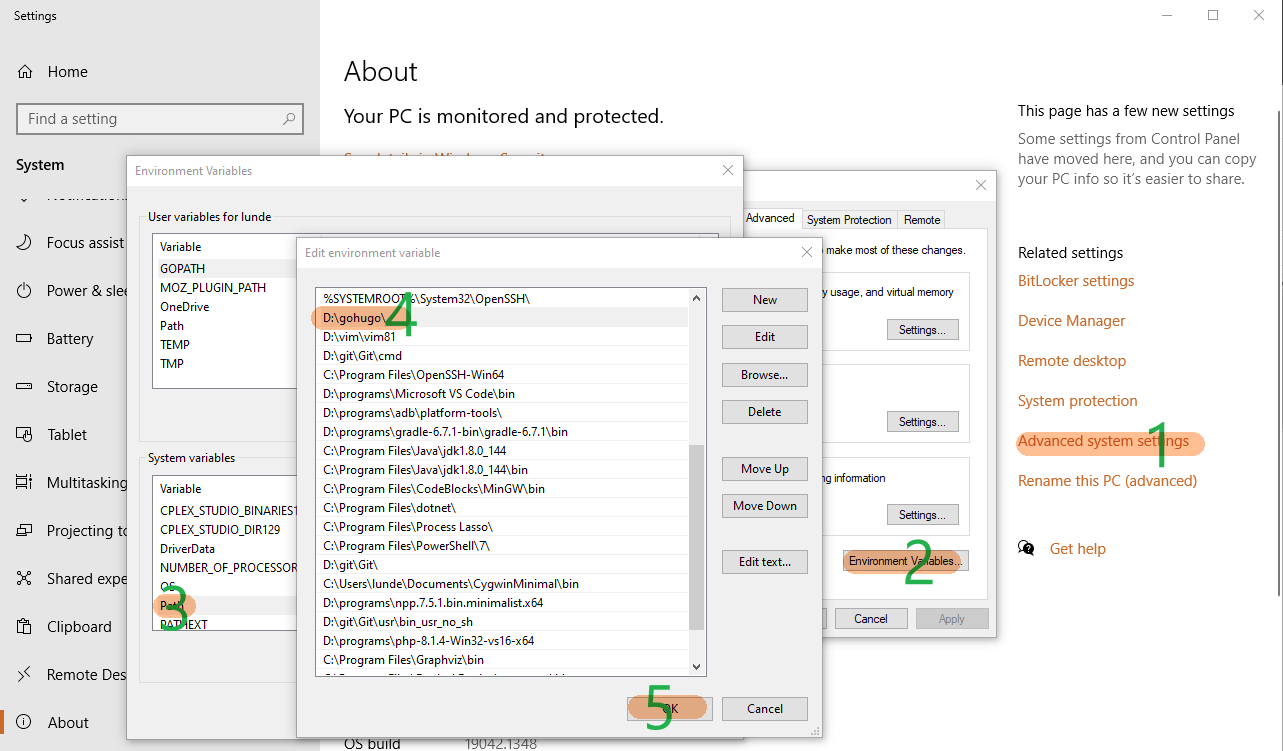 Settings
Home
Find a setting
System
Focus assist
Power & slee
Battery
Storage
Tablet
Multitasking
Projecting to
Shared expe
Clipboard
Remote Des
About
About
Your PC is monitored and protected.
This page has a few new settings
Some settings from Control Panel
have moved here, and you can copy
your PC info so it's easier to share.
Related settings
BitLocker settings
Device Manager
Remote desktop
System protection
Advanced system settings
1
Rename this PC (advanced)
Get help
Advanced
System Protection
Remote
make most of these changes.
y usage, and virtual memory
Settings...
Settings...
ng information
Settings...
Environment Variables...
2
Cancel
Apply
Environment Variables
User variables for lunde
Variable
GOPATH
MOZ_PLUGIN_PATH
OneDrive
Path
TEMP
TMP
System variables
Variable
CPLEX_STUDIO_BINARIES1
CPLEX_STUDIO_DIR129
DriverData
NUMBER_OF_PROCESSOR
OS
Path
3
PATHEXT
Edit environment variable
%SYSTEMROOT%\System32\OpenSSH\
D:\gohugo\
4
D:\vim\vim81
D:\git\Git\cmd
C:\Program Files\OpenSSH-Win64
D:\programs\Microsoft VS Code\bin
D:\programs\adb\platform-tools\
D:\programs\gradle-6.7.1-bin\gradle-6.7.1\bin
C:\Program Files\Java\jdk1.8.0_144
C:\Program Files\Java\jdk1.8.0_144\bin
C:\Program Files\CodeBlocks\MinGW\bin
C:\Program Files\dotnet\
C:\Program Files\Process Lasso\
C:\Program Files\PowerShell\7\
D:\git\Git\
C:\Users\lunde\Documents\CygwinMinimal\bin
D:\programs\npp.7.5.1.bin.minimalist.x64
D:\git\Git\usr\bin_usr_no_sh
D:\programs\php-8.1.4-Win32-vs16-x64
C:\Program Files\Graphviz\bin
New
Edit
Browse...
Delete
Move Up
Move Down
Edit text...
OK
5
Cancel
OS build 19042.1348